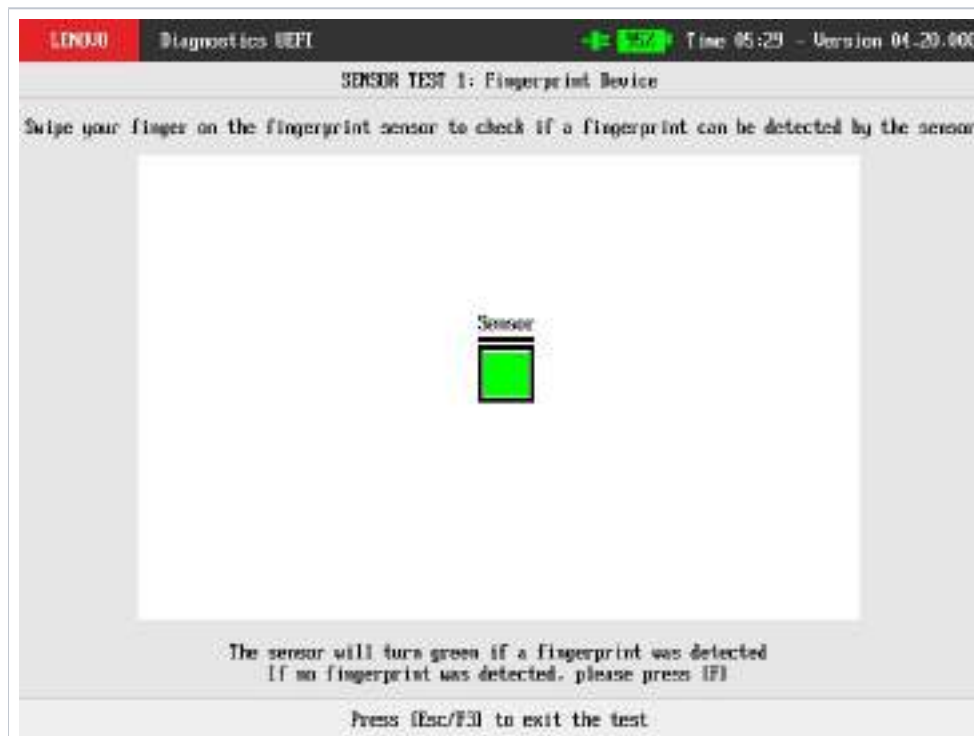 LENOVO Diagnostics UEFI 95% Time 05:29 - Version 04.20.000
SENSOR TEST 1: Fingerprint Device
Swipe your finger on the fingerprint sensor to check if a fingerprint can be detected by the sensor
Sensor
The sensor will turn green if a fingerprint was detected
If no fingerprint was detected, please press [F]
Press [Esc/F3] to exit the test